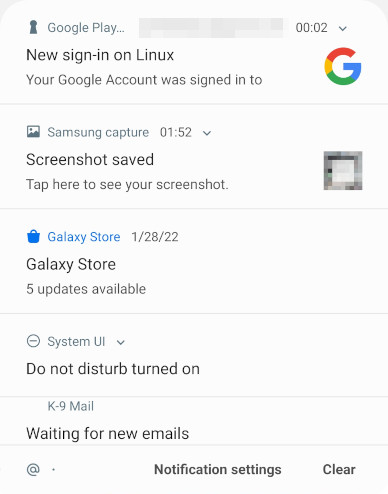 Google Play… 00:02
New sign-in on Linux
Your Google Account was signed in to
Samsung capture 01:52
Screenshot saved
Tap here to see your screenshot.
Galaxy Store 1/28/22
Galaxy Store
5 updates available
System UI
Do not disturb turned on
K-9 Mail
Waiting for new emails
@ · Notification settings Clear